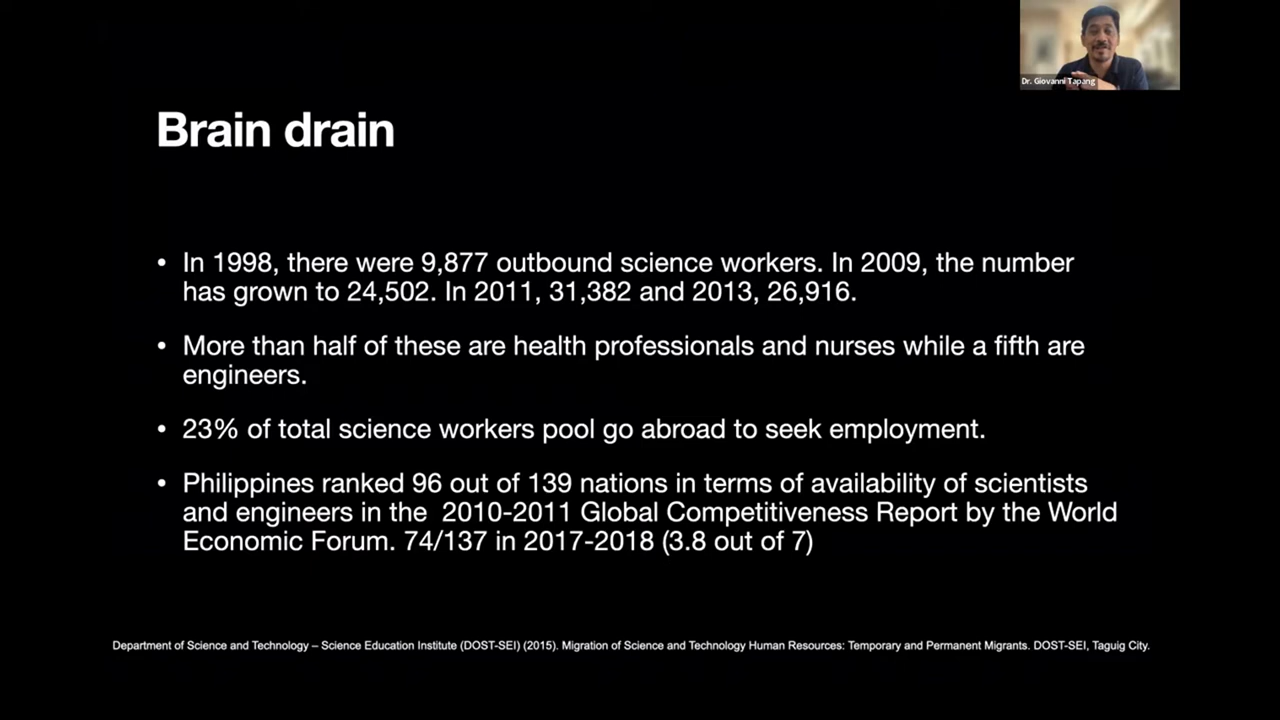 Dr. Giovanni Tapang
Brain drain
• In 1998, there were 9,877 outbound science workers. In 2009, the number
has grown to 24,502. In 2011, 31,382 and 2013, 26,916.
• More than half of these are health professionals and nurses while a fifth are
engineers.
• 23% of total science workers pool go abroad to seek employment.
• Philippines ranked 96 out of 139 nations in terms of availability of scientists
and engineers in the  2010-2011 Global Competitiveness Report by the World
Economic Forum. 74/137 in 2017-2018 (3.8 out of 7)
Department of Science and Technology – Science Education Institute (DOST-SEI) (2015). Migration of Science and Technology Human Resources: Temporary and Permanent Migrants. DOST-SEI, Taguig City.